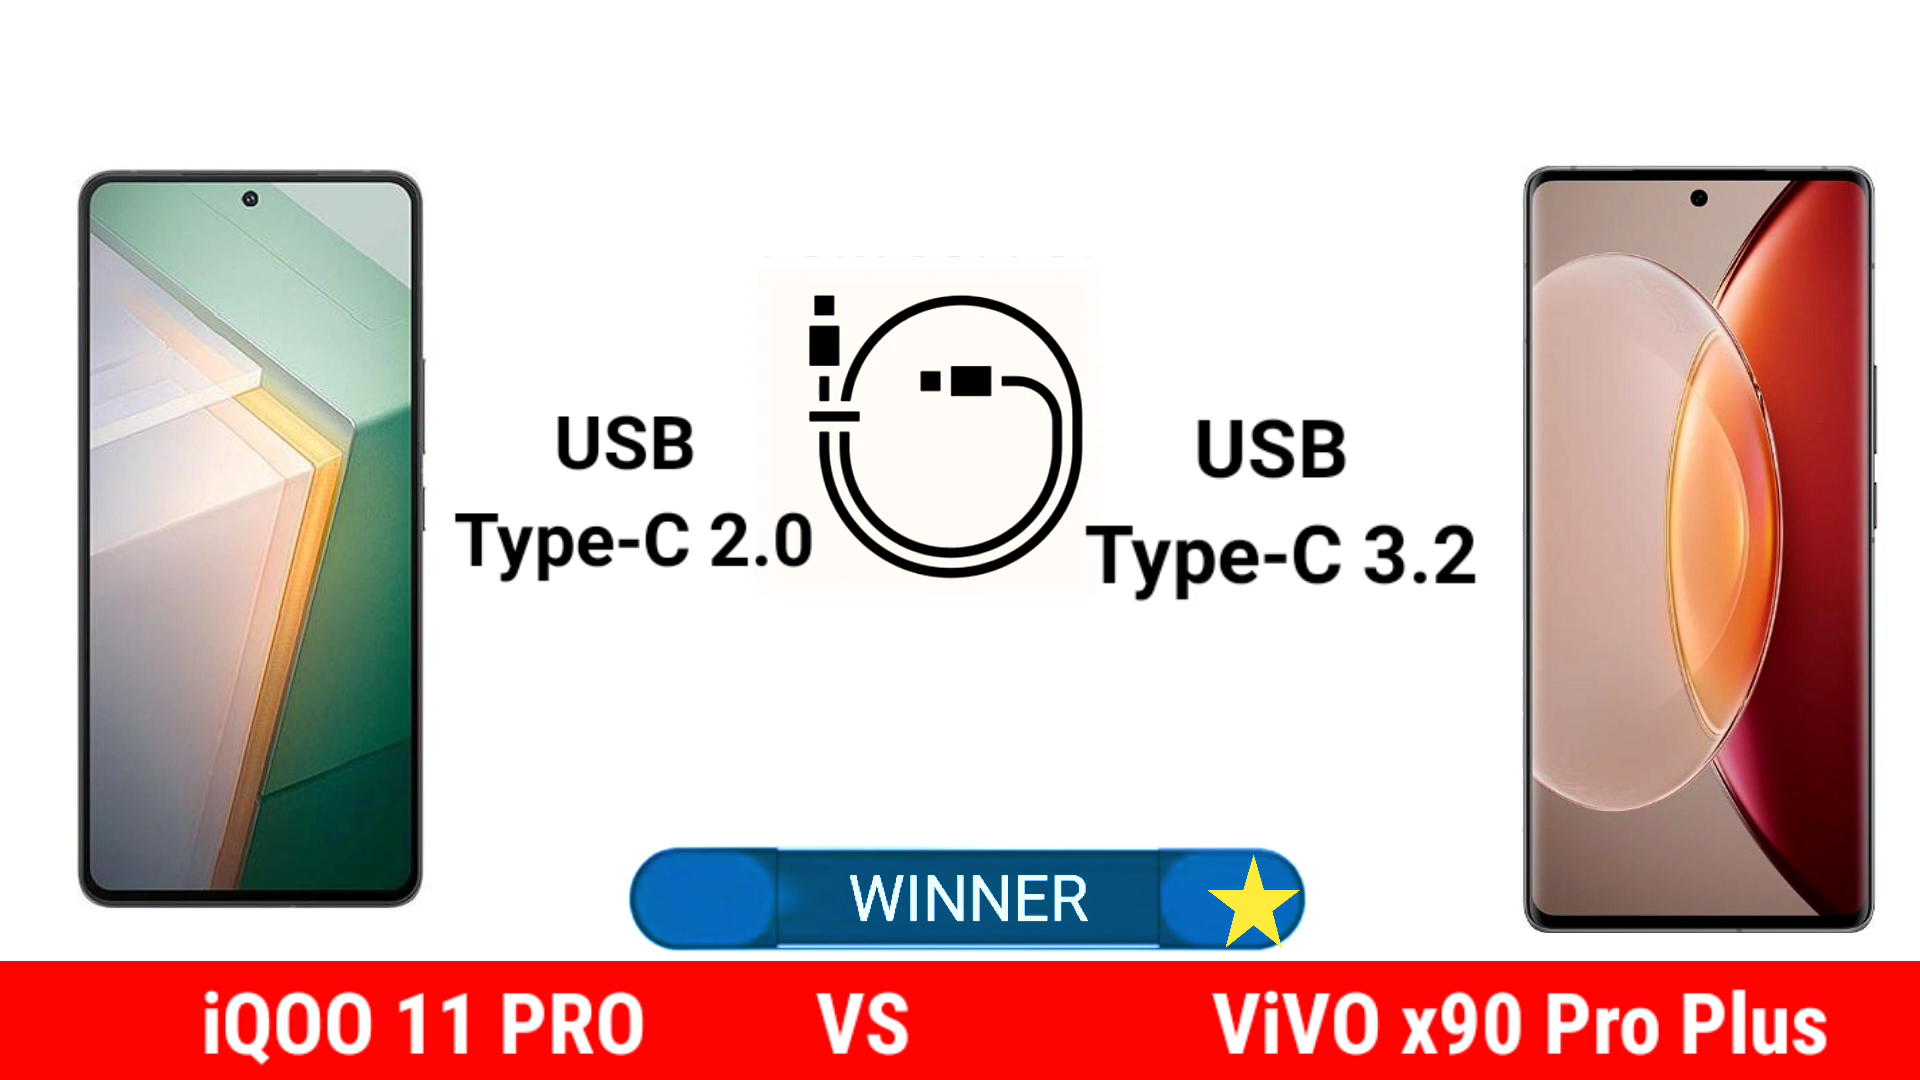 USB
Type-C 2.0
USB
Type-C 3.2
WINNER
iQOO 11 PRO VS ViVO x90 Pro Plus